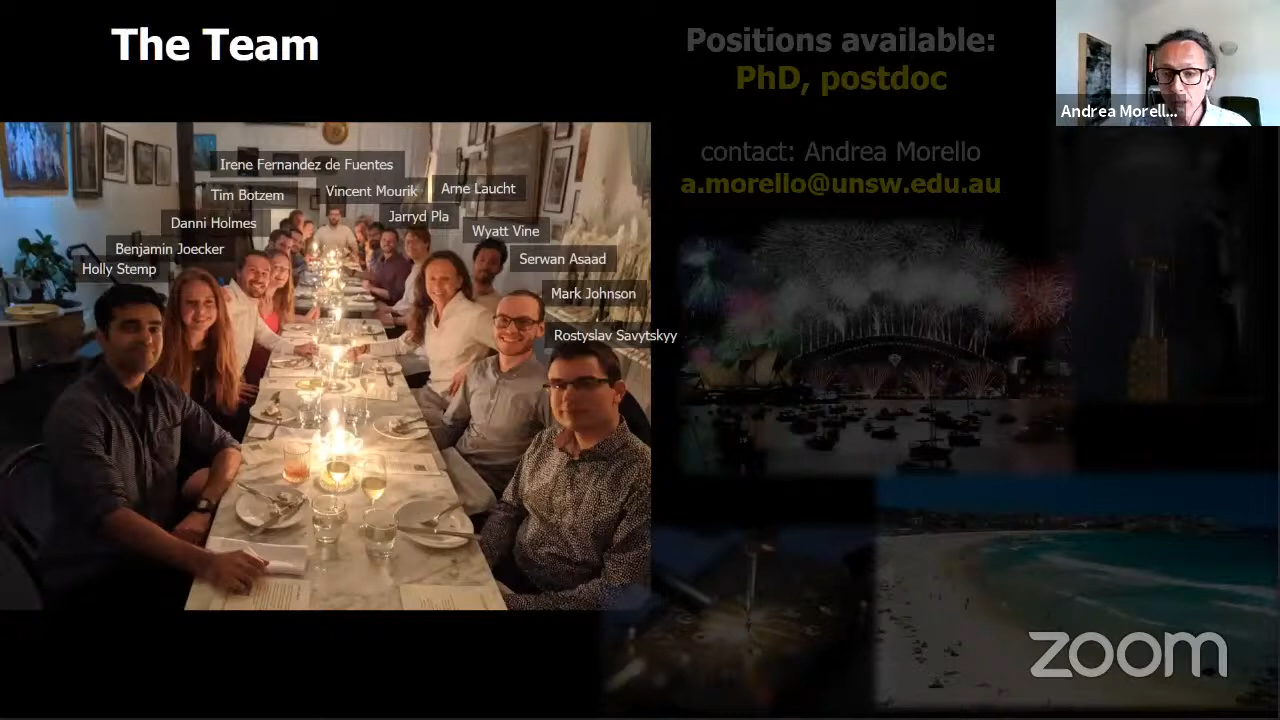 The Team
Positions available:
PhD, postdoc
contact: Andrea Morello
a.morello@unsw.edu.au
Andrea Morell...
Irene Fernandez de Fuentes
Tim Botzem
Vincent Mourik
Arne Laucht
Danni Holmes
Jarryd Pla
Wyatt Vine
Benjamin Joecker
Serwan Asaad
Holly Stemp
Mark Johnson
Rostyslav Savytskyy
zoom